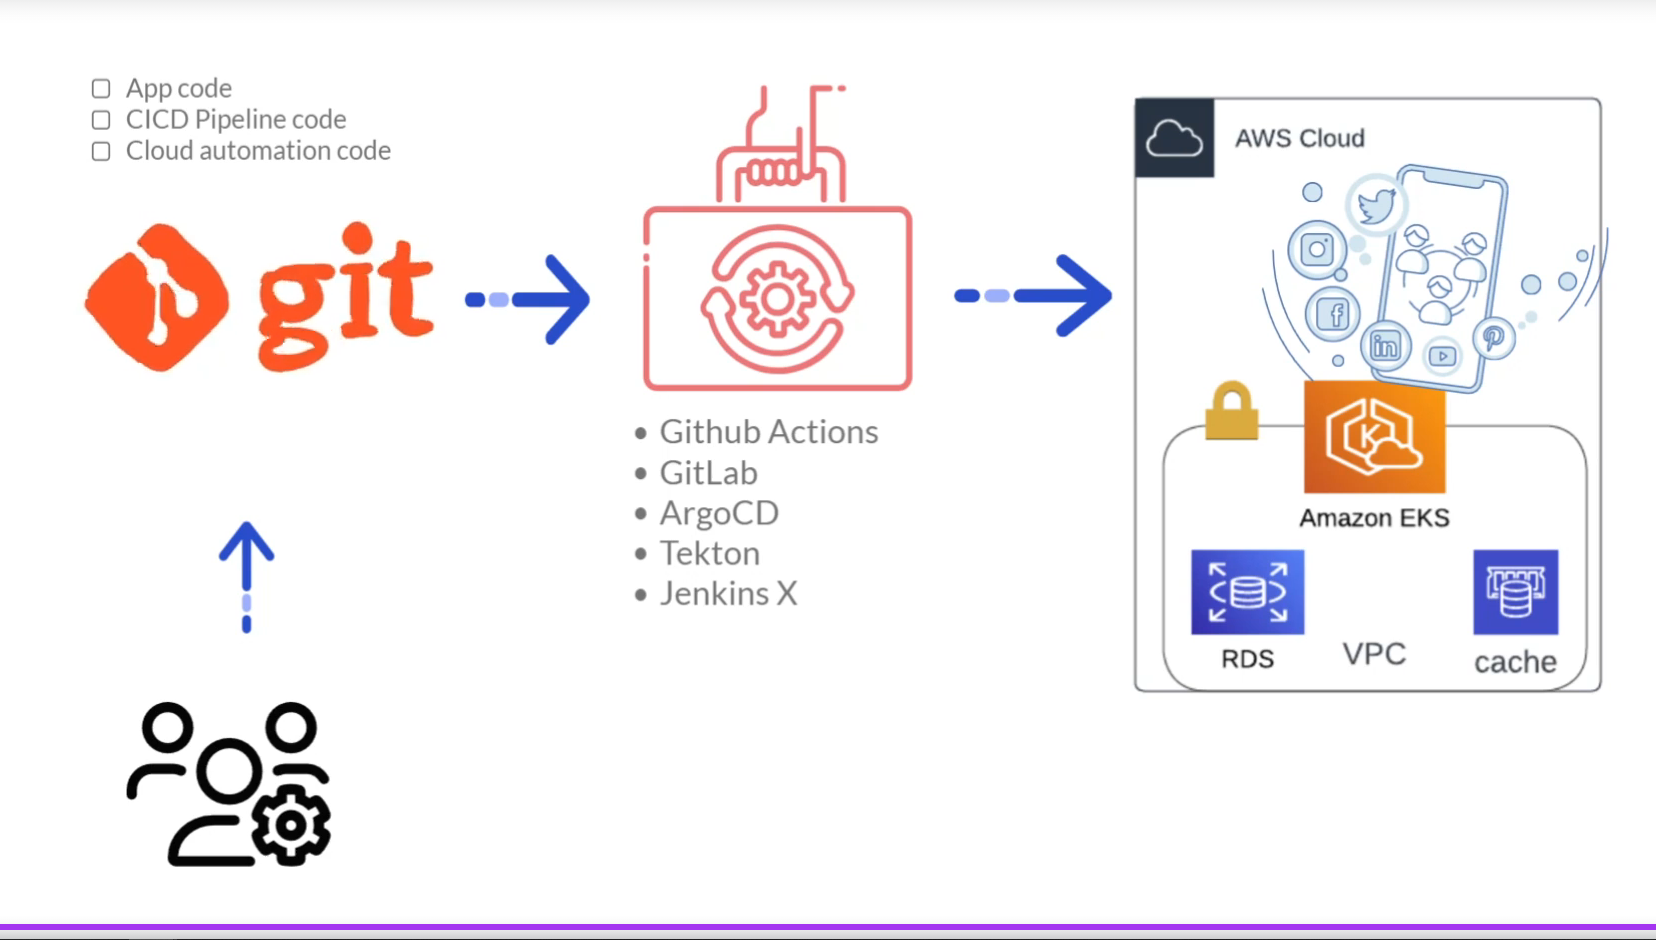 App code
CICD Pipeline code
Cloud automation code
git
Github Actions
GitLab
ArgoCD
Tekton
Jenkins X
AWS Cloud
f
in
K
Amazon EKS
RDS
VPC
cache